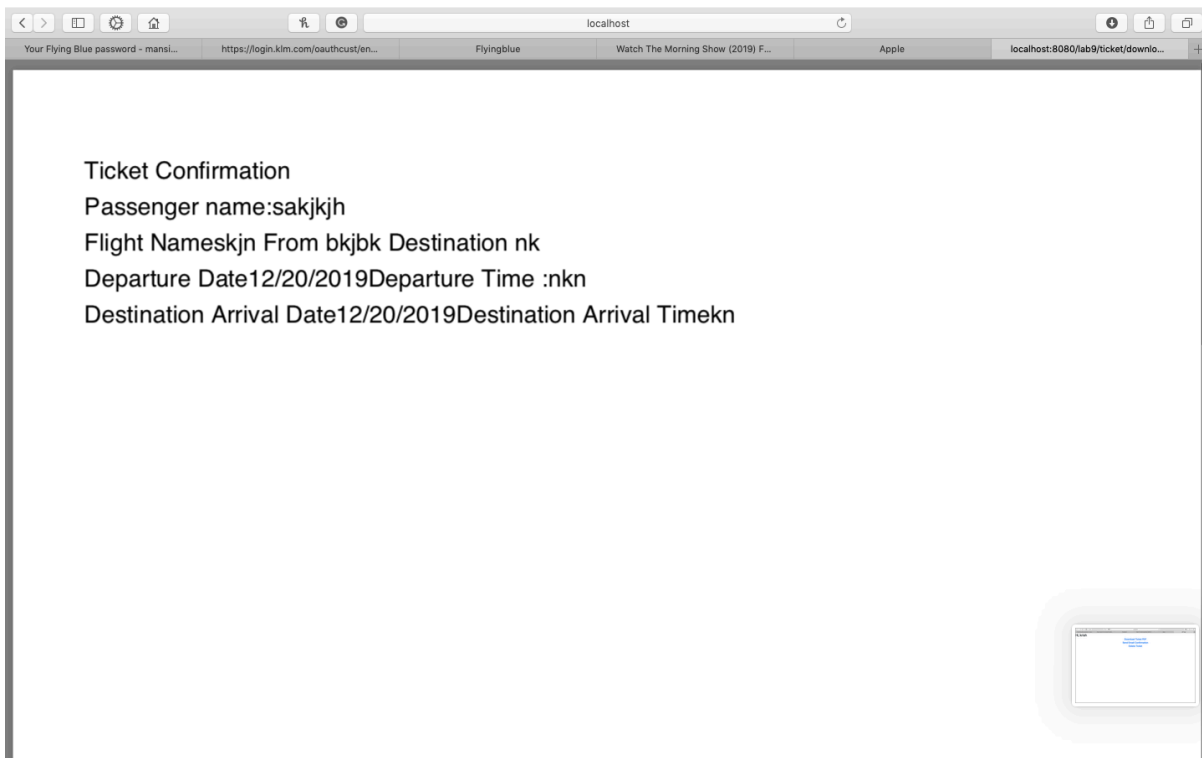 localhost
Your Flying Blue password - mansi...
https://login.klm.com/oauthcust/en...
Flyingblue
Watch The Morning Show (2019) F...
Apple
localhost:8080/lab9/ticket/downlo...
Ticket Confirmation
Passenger name:sakjkjh
Flight Nameskjn From bkjbk Destination nk
Departure Date12/20/2019Departure Time :nkn
Destination Arrival Date12/20/2019Destination Arrival Timekn